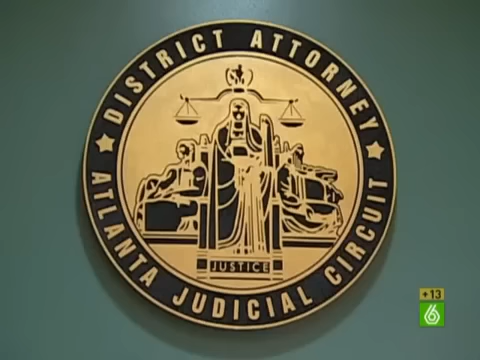 DISTRICT ATTORNEY
ATLANTA JUDICIAL CIRCUIT
JUSTICE
+13
6